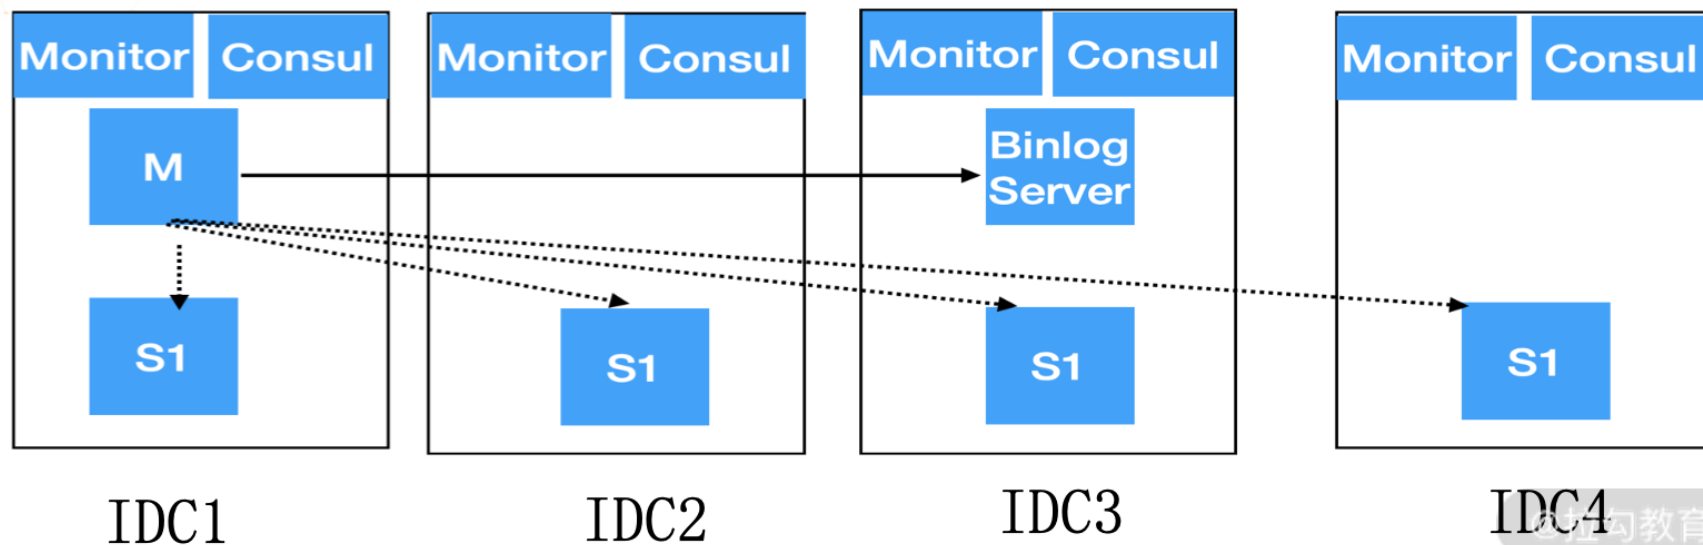 Monitor Consul
M
S1
IDC1
Monitor Consul
S1
IDC2
Monitor Consul
Binlog
Server
S1
IDC3
Monitor Consul
S1
IDC4
@拉勾教育